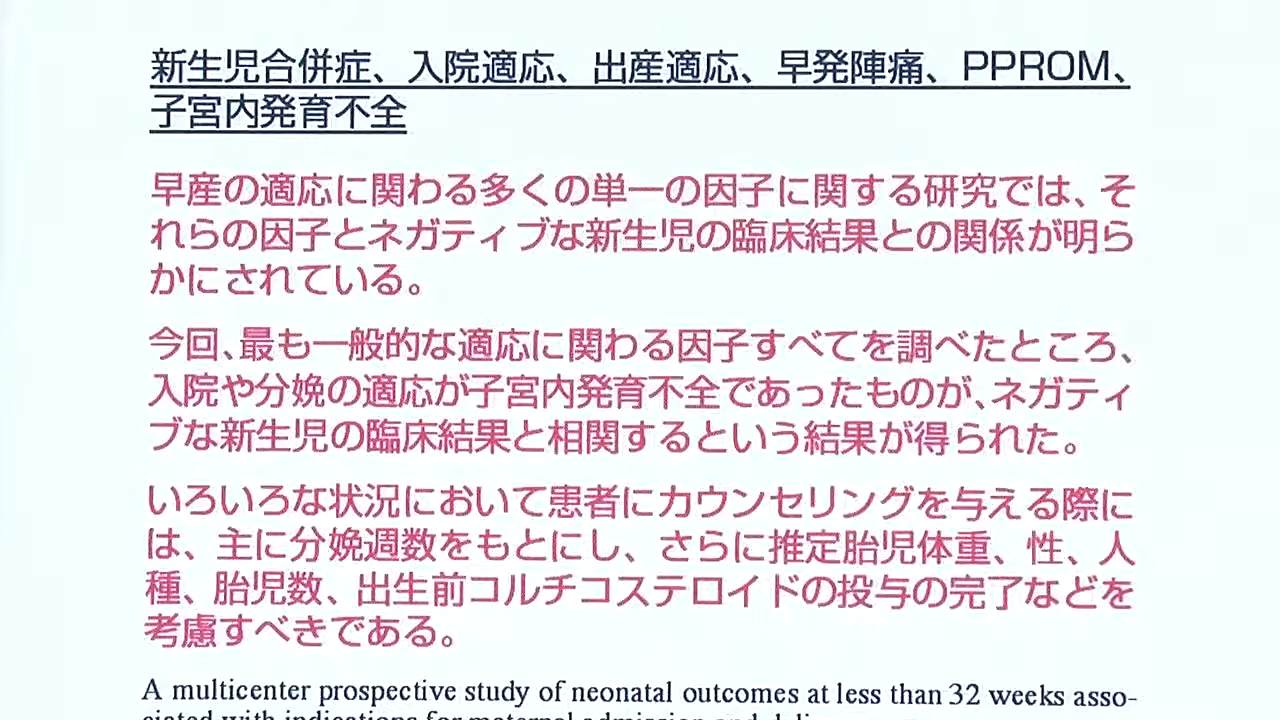 新生児合併症、入院適応、出産適応、早発陣痛、PPROM、
子宮内発育不全
早産の適応に関わる多くの単一の因子に関する研究では、そ
れらの因子とネガティブな新生児の臨床結果との関係が明ら
かにされている。
今回、最も一般的な適応に関わる因子すべてを調べたところ、
入院や分娩の適応が子宮内発育不全であったものが、ネガティ
ブな新生児の臨床結果と相関するという結果が得られた。
いろいろな状況において患者にカウンセリングを与える際に
は、主に分娩週数をもとにし、さらに推定胎児体重、性、人
種、胎児数、出生前コルチコステロイドの投与の完了などを
考慮すべきである。
A multicenter prospective study of neonatal outcomes at less than 32 weeks asso-
ciated with indications for maternal admission and